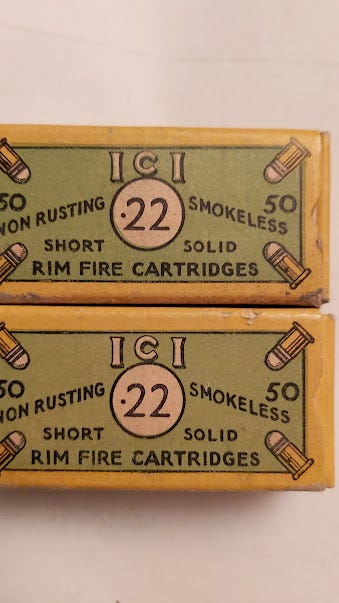 ICI
50 .22 50
NON RUSTING SMOKELESS
SHORT SOLID
RIM FIRE CARTRIDGES
ICI
50 .22 50
NON RUSTING SMOKELESS
SHORT SOLID
RIM FIRE CARTRIDGES